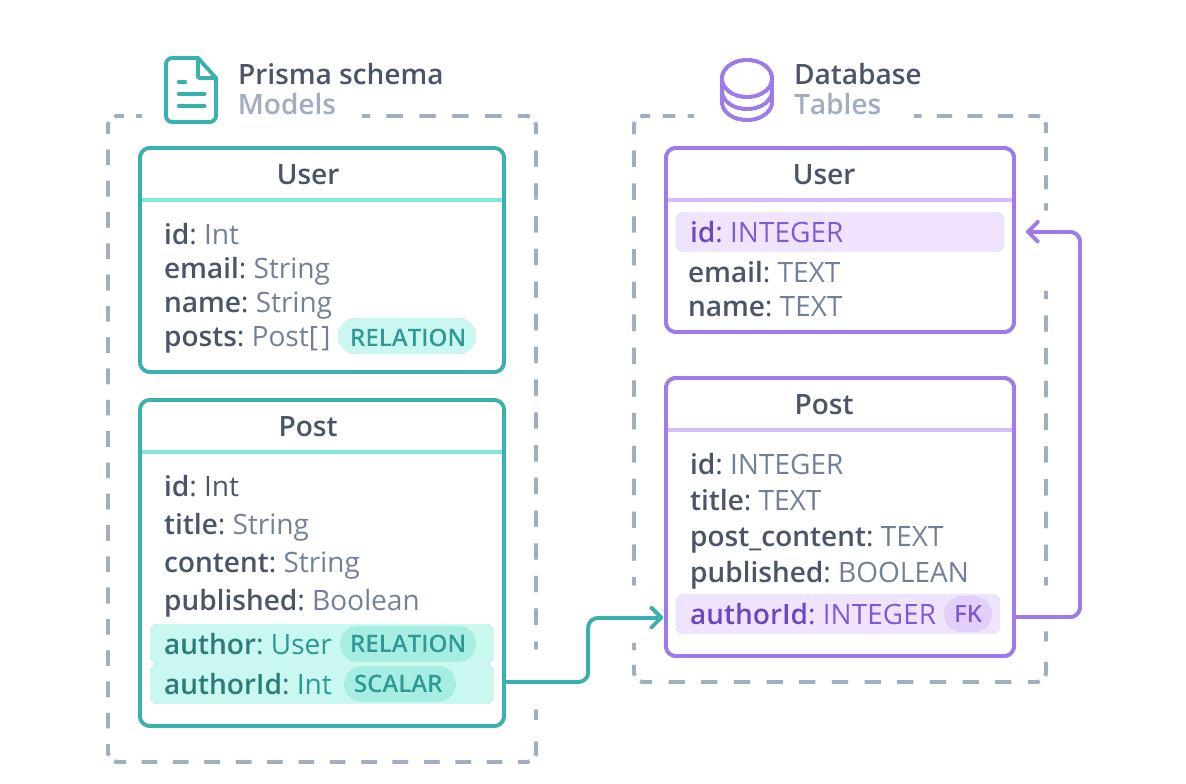 Prisma schema
Models
User
id: Int
email: String
name: String
posts: Post[] RELATION
Post
id: Int
title: String
content: String
published: Boolean
author: User RELATION
authorId: Int SCALAR
Database
Tables
User
id: INTEGER
email: TEXT
name: TEXT
Post
id: INTEGER
title: TEXT
post_content: TEXT
published: BOOLEAN
authorId: INTEGER FK